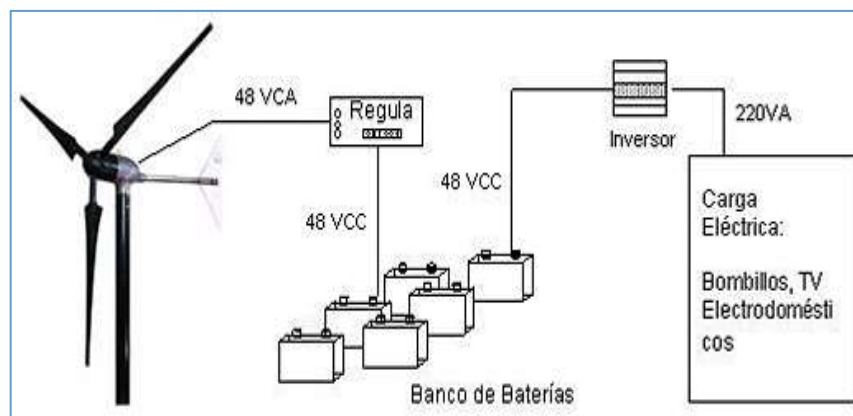 48 VCA
Regula
Inversor
220VA
48 VCC
48 VCC
Carga
Eléctrica:
Bombillos, TV
Electrodomésti
cos
Banco de Baterías